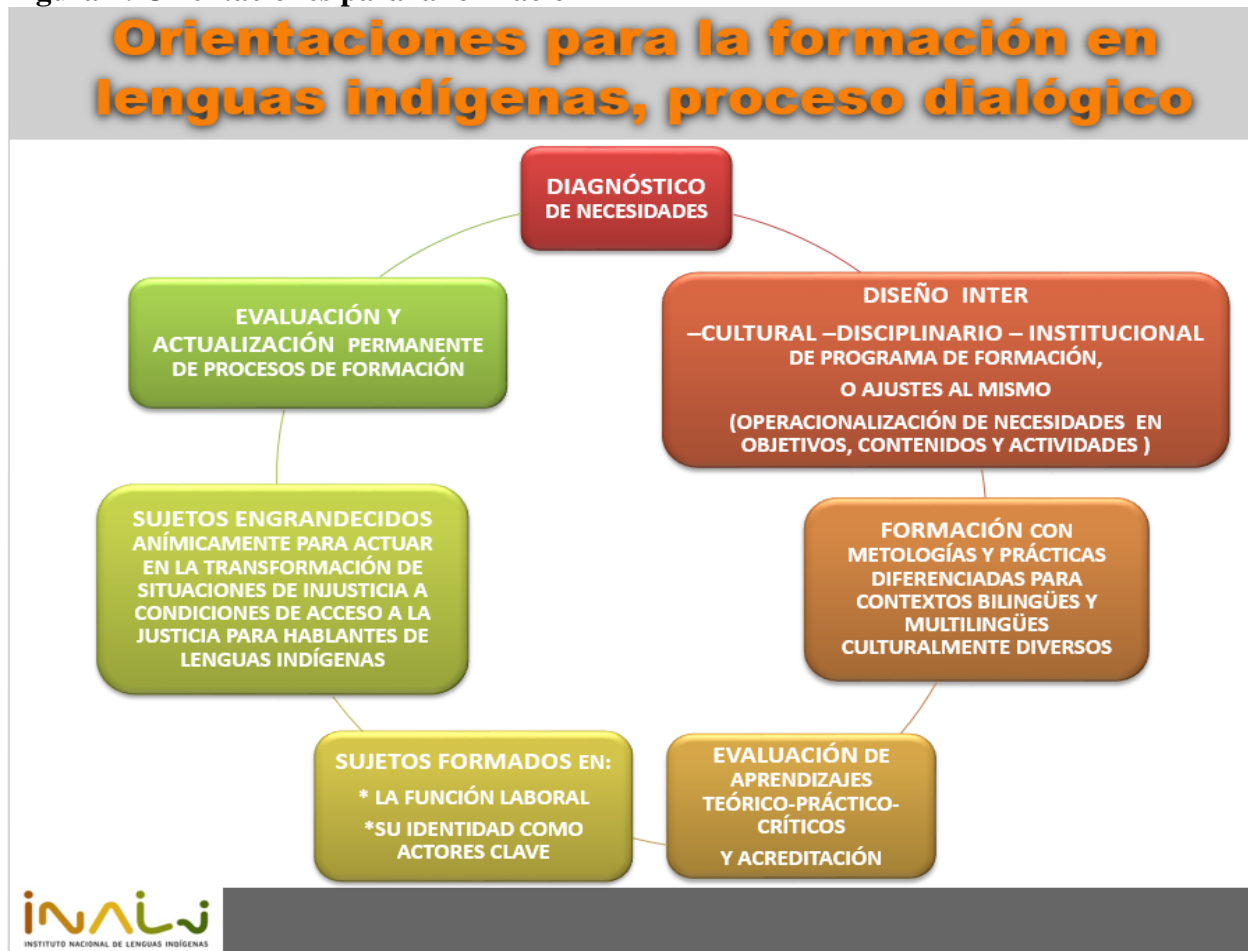 Orientaciones para la formación en
lenguas indígenas, proceso dialógico
DIAGNÓSTICO
DE NECESIDADES
DISEÑO INTER
–CULTURAL –DISCIPLINARIO – INSTITUCIONAL
DE PROGRAMA DE FORMACIÓN,
O AJUSTES AL MISMO
(OPERACIONALIZACIÓN DE NECESIDADES EN
OBJETIVOS, CONTENIDOS Y ACTIVIDADES )
FORMACIÓN CON
METOLOGÍAS Y PRÁCTICAS
DIFERENCIADAS PARA
CONTEXTOS BILINGÜES Y
MULTILINGÜES
CULTURALMENTE DIVERSOS
EVALUACIÓN DE
APRENDIZAJES
TEÓRICO-PRÁCTICO-
CRÍTICOS
Y ACREDITACIÓN
SUJETOS FORMADOS EN:
* LA FUNCIÓN LABORAL
*SU IDENTIDAD COMO
ACTORES CLAVE
SUJETOS ENGRANDECIDOS
ANÍMICAMENTE PARA ACTUAR
EN LA TRANSFORMACIÓN DE
SITUACIONES DE INJUSTICIA A
CONDICIONES DE ACCESO A LA
JUSTICIA PARA HABLANTES DE
LENGUAS INDÍGENAS
EVALUACIÓN Y
ACTUALIZACIÓN PERMANENTE
DE PROCESOS DE FORMACIÓN
INALI
INSTITUTO NACIONAL DE LENGUAS INDÍGENAS